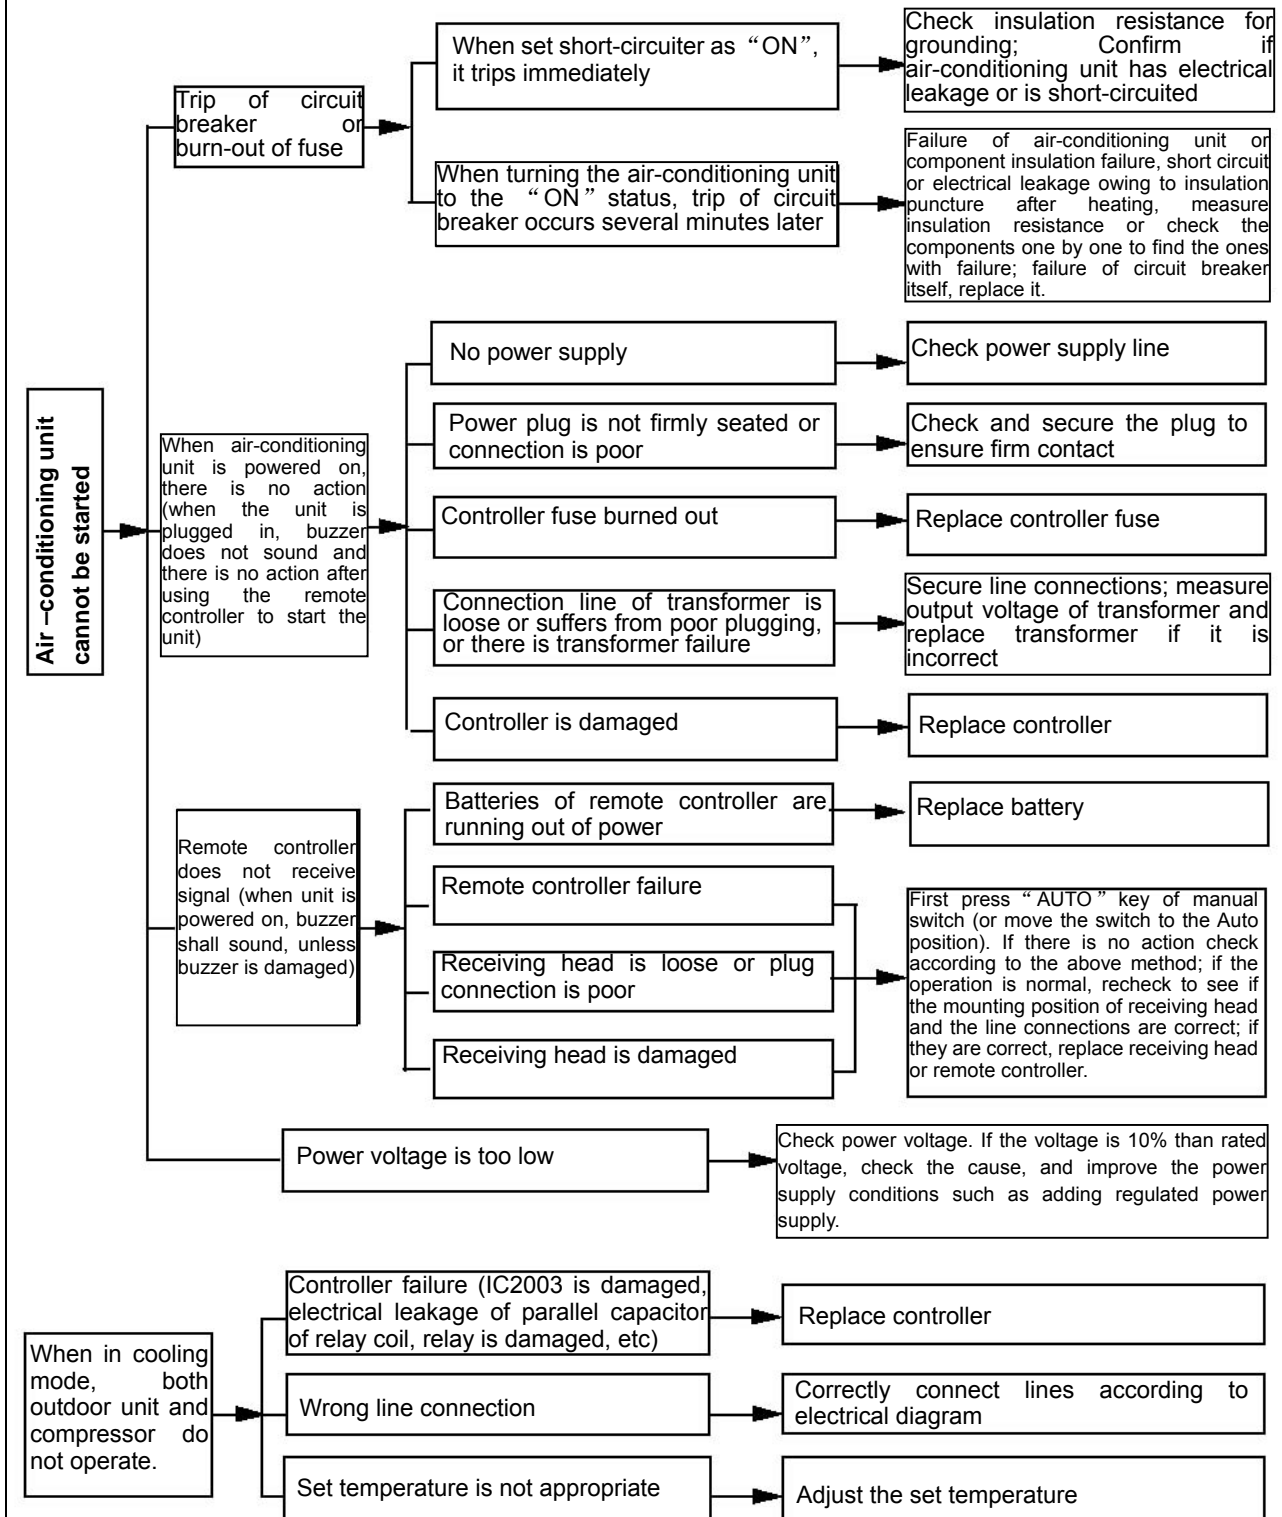 Air –conditioning unit
cannot be started
Trip of circuit
breaker or
burn-out of fuse
When set short-circuiter as “ON”,
it trips immediately
Check insulation resistance for
grounding; Confirm if
air-conditioning unit has electrical
leakage or is short-circuited
When turning the air-conditioning unit
to the “ON” status, trip of circuit
breaker occurs several minutes later
Failure of air-conditioning unit or
component insulation failure, short circuit
or electrical leakage owing to insulation
puncture after heating, measure
insulation resistance or check the
components one by one to find the ones
with failure; failure of circuit breaker
itself, replace it.
When air-conditioning
unit is powered on,
there is no action
(when the unit is
plugged in, buzzer
does not sound and
there is no action after
using the remote
controller to start the
unit)
No power supply
Check power supply line
Power plug is not firmly seated or
connection is poor
Check and secure the plug to
ensure firm contact
Controller fuse burned out
Replace controller fuse
Connection line of transformer is
loose or suffers from poor plugging,
or there is transformer failure
Secure line connections; measure
output voltage of transformer and
replace transformer if it is
incorrect
Controller is damaged
Replace controller
Remote controller
does not receive
signal (when unit is
powered on, buzzer
shall sound, unless
buzzer is damaged)
Batteries of remote controller are
running out of power
Replace battery
Remote controller failure
Receiving head is loose or plug
connection is poor
Receiving head is damaged
First press “AUTO” key of manual
switch (or move the switch to the Auto
position). If there is no action check
according to the above method; if the
operation is normal, recheck to see if
the mounting position of receiving head
and the line connections are correct; if
they are correct, replace receiving head
or remote controller.
Power voltage is too low
Check power voltage. If the voltage is 10% than rated
voltage, check the cause, and improve the power
supply conditions such as adding regulated power
supply.
When in cooling
mode, both
outdoor unit and
compressor do
not operate.
Controller failure (IC2003 is damaged,
electrical leakage of parallel capacitor
of relay coil, relay is damaged, etc)
Replace controller
Wrong line connection
Correctly connect lines according to
electrical diagram
Set temperature is not appropriate
Adjust the set temperature